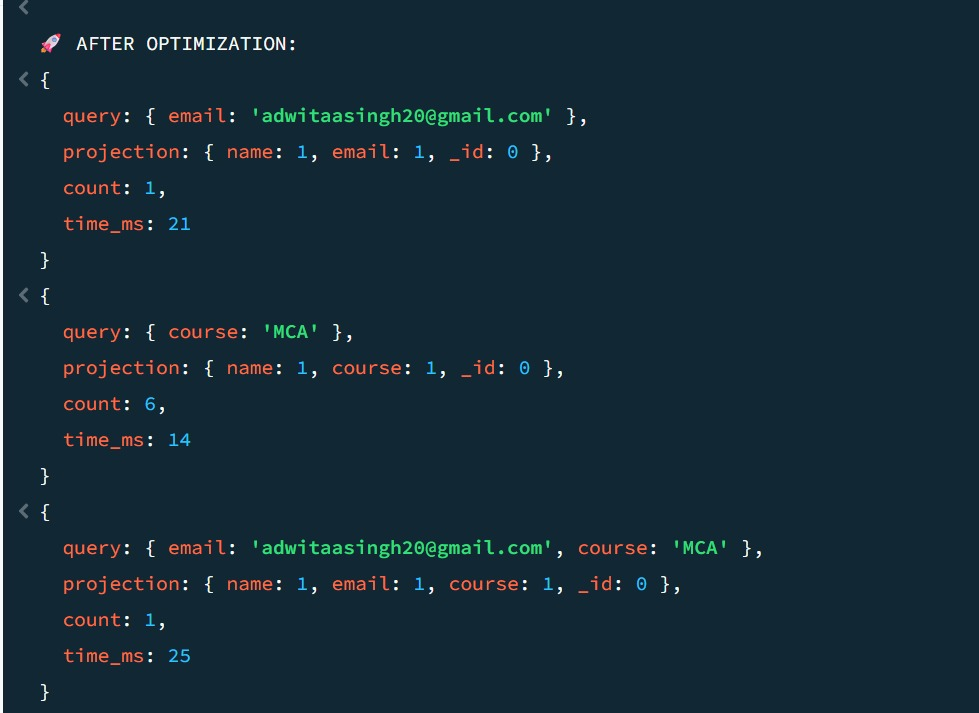 🚀 AFTER OPTIMIZATION:
{
query: { email: 'adwitaasingh20@gmail.com' },
projection: { name: 1, email: 1, _id: 0 },
count: 1,
time_ms: 21
}
{
query: { course: 'MCA' },
projection: { name: 1, course: 1, _id: 0 },
count: 6,
time_ms: 14
}
{
query: { email: 'adwitaasingh20@gmail.com', course: 'MCA' },
projection: { name: 1, email: 1, course: 1, _id: 0 },
count: 1,
time_ms: 25
}